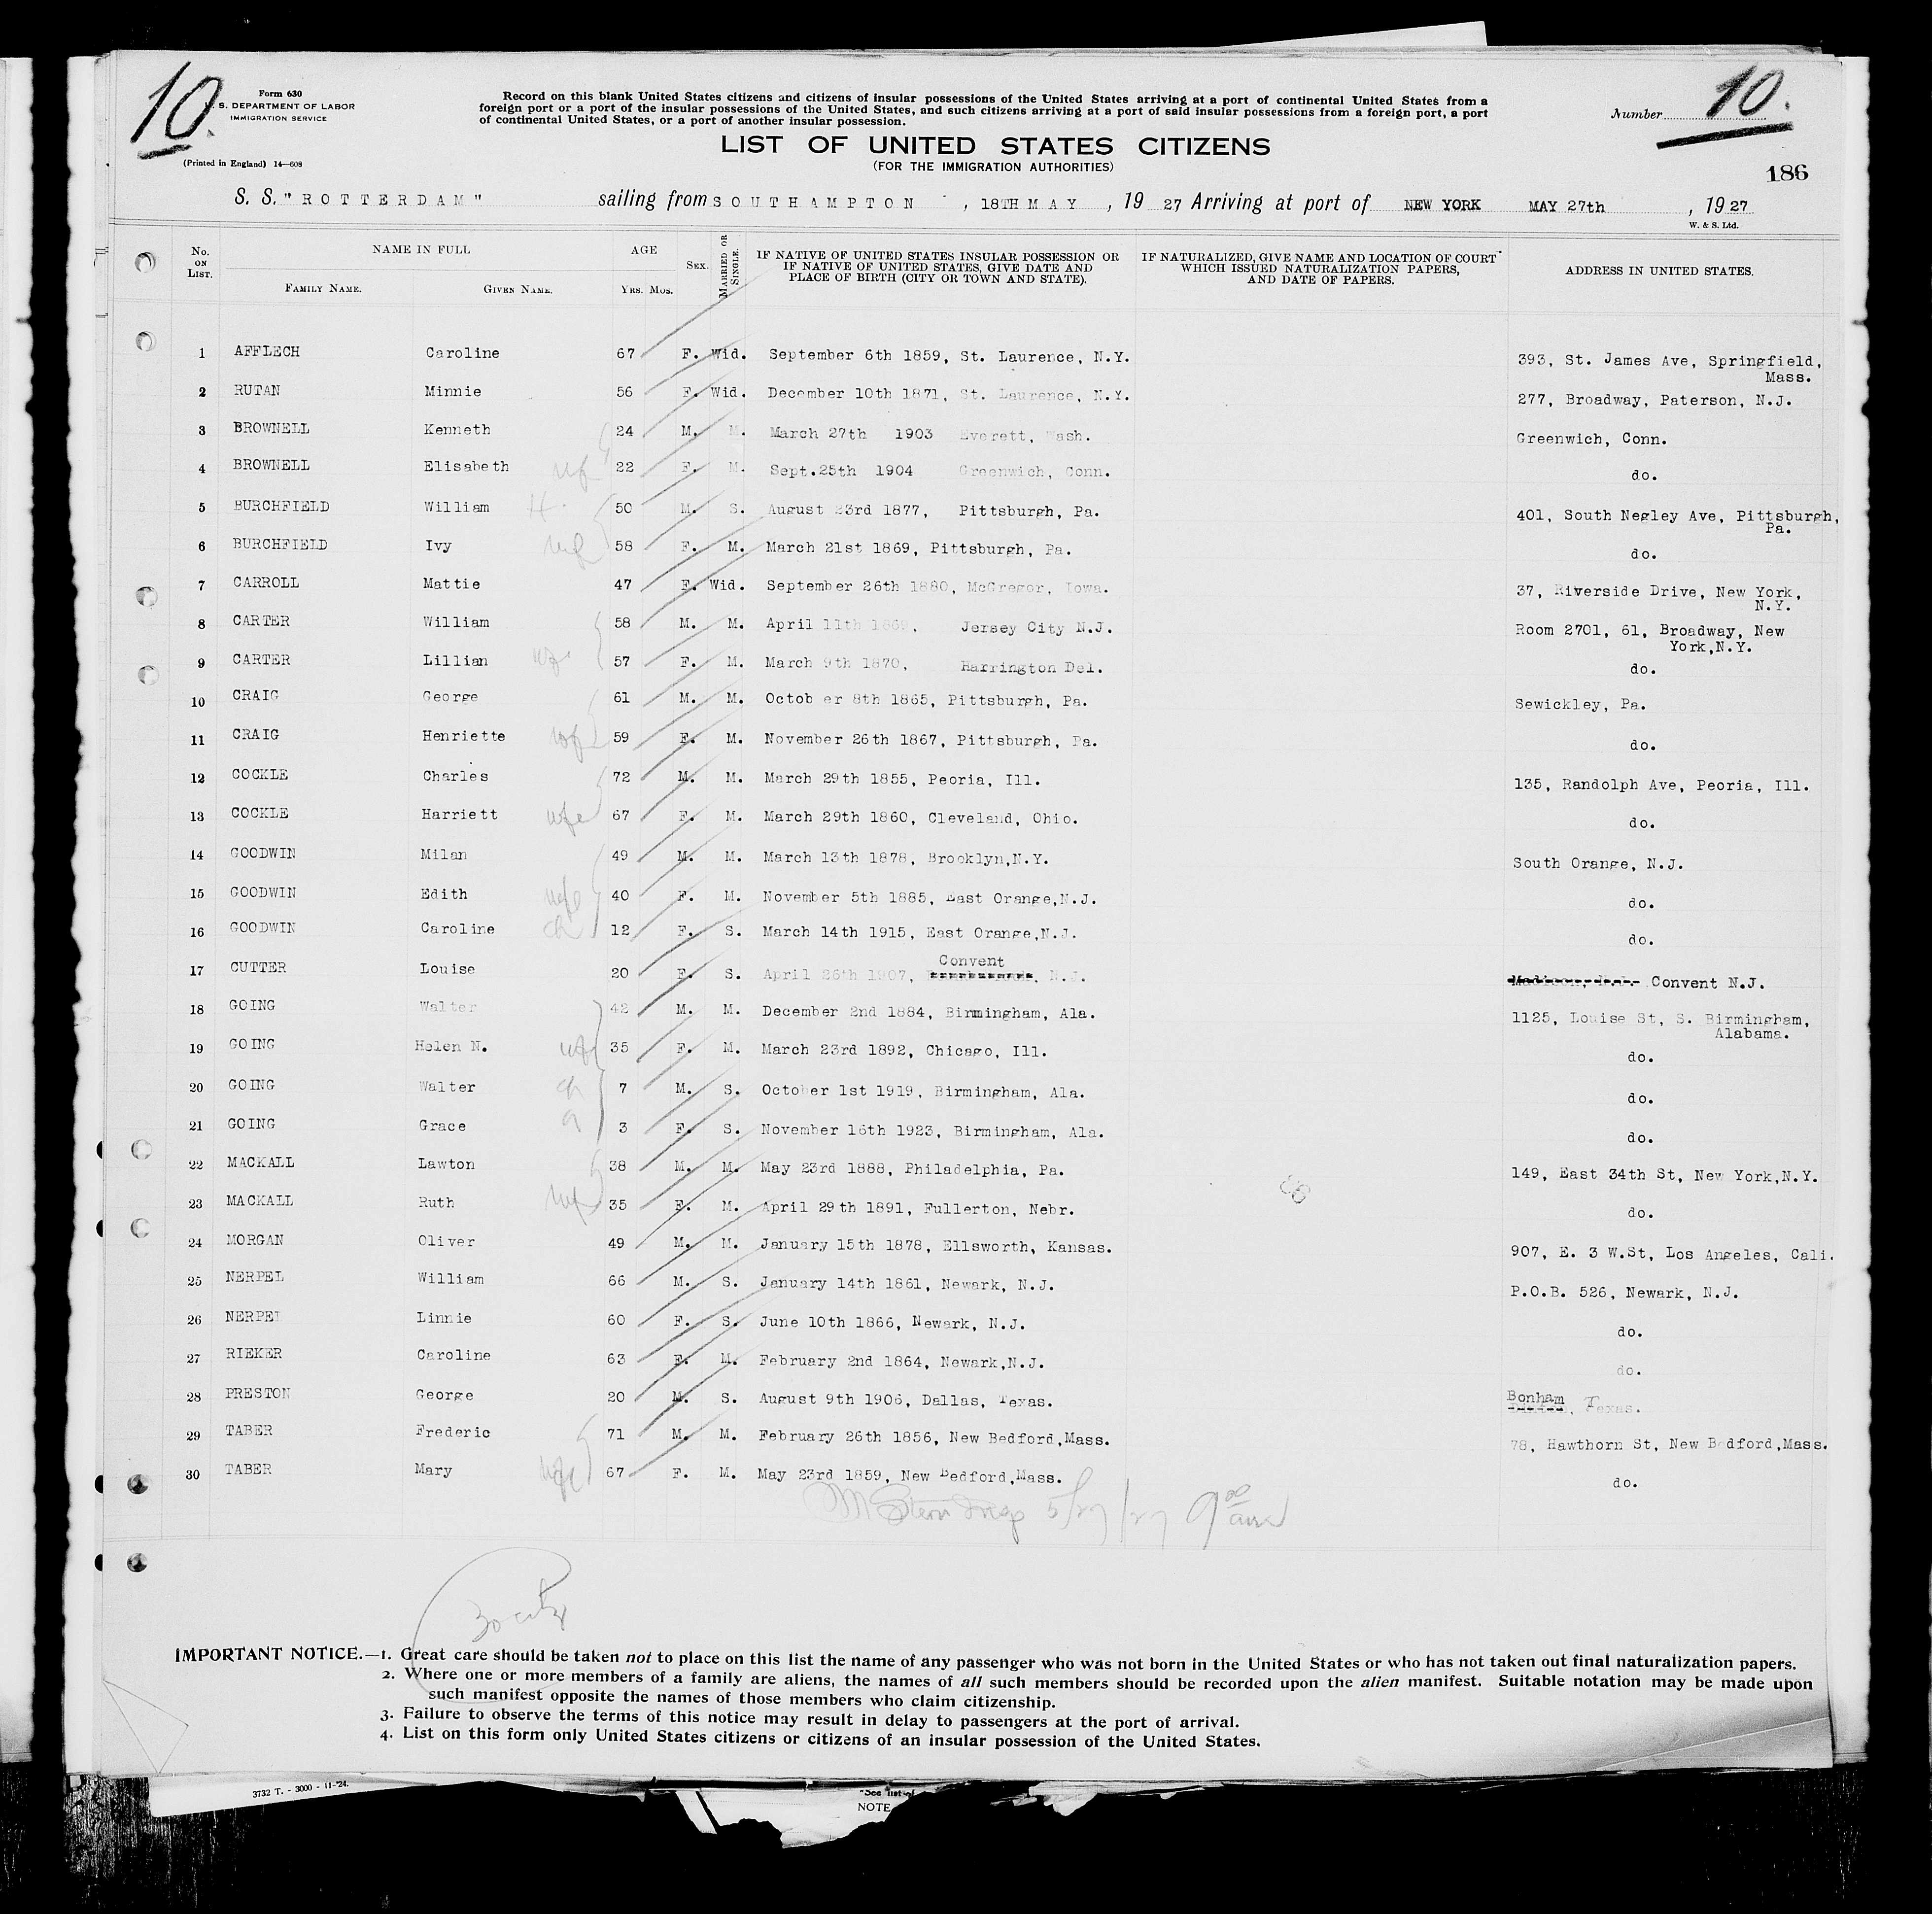 10.
Form 630
S. DEPARTMENT OF LABOR
IMMIGRATION SERVICE
(Printed in England) 14—608
Record on this blank United States citizens and citizens of insular possessions of the United States arriving at a port of continental United States from a
foreign port or a port of the insular possessions of the United States, and such citizens arriving at a port of said insular possessions from a foreign port, a port
of continental United States, or a port of another insular possession.
Number 10.
LIST OF UNITED STATES CITIZENS
(FOR THE IMMIGRATION AUTHORITIES)
186
S. S. "ROTTERDAM" sailing from SOUTHAMPTON, 18TH MAY, 1927 Arriving at port of NEW YORK MAY 27th, 1927
W. & S. Ltd.
No. ON LIST. NAME IN FULL AGE SEX. MARRIED OR SINGLE. IF NATIVE OF UNITED STATES INSULAR POSSESSION OR IF NATIVE OF UNITED STATES, GIVE DATE AND PLACE OF BIRTH (CITY OR TOWN AND STATE). IF NATURALIZED, GIVE NAME AND LOCATION OF COURT WHICH ISSUED NATURALIZATION PAPERS, AND DATE OF PAPERS. ADDRESS IN UNITED STATES.
FAMILY NAME. GIVEN NAME. YRS. MOS.
1 AFFLECH Caroline 67 F. Wid. September 6th 1859, St. Laurence, N.Y. 393, St. James Ave, Springfield, Mass.
2 RUTAN Minnie 56 F. Wid. December 10th 1871, St. Laurence, N.Y. 277, Broadway, Paterson, N.J.
3 BROWNELL Kenneth 24 M. M. March 27th 1903 Everett, Wash. Greenwich, Conn.
4 BROWNELL Elisabeth wf 22 F. M. Sept.25th 1904 Greenwich, Conn. do.
5 BURCHFIELD William H. 50 M. S. August 23rd 1877, Pittsburgh, Pa. 401, South Negley Ave, Pittsburgh, Pa.
6 BURCHFIELD Ivy wf 58 F. M. March 21st 1869, Pittsburgh, Pa. do.
7 CARROLL Mattie 47 F. Wid. September 26th 1880, McGregor, Iowa. 37, Riverside Drive, New York, N.Y.
8 CARTER William 58 M. M. April 11th 1869, Jersey City N.J. Room 2701, 61, Broadway, New York,N.Y.
9 CARTER Lillian wf 57 F. M. March 9th 1870, Harrington Del. do.
10 CRAIG George 61 M. M. October 8th 1865, Pittsburgh, Pa. Sewickley, Pa.
11 CRAIG Henriette wf 59 F. M. November 26th 1867, Pittsburgh, Pa. do.
12 COCKLE Charles 72 M. M. March 29th 1855, Peoria, Ill. 135, Randolph Ave, Peoria, Ill.
13 COCKLE Harriett wfe 67 F. M. March 29th 1860, Cleveland, Ohio. do.
14 GOODWIN Milan 49 M. M. March 13th 1878, Brooklyn,N.Y. South Orange, N.J.
15 GOODWIN Edith wfe 40 F. M. November 5th 1885, East Orange,N.J. do.
16 GOODWIN Caroline ch 12 F. S. March 14th 1915, East Orange,N.J. do.
17 CUTTER Louise 20 F. S. April 26th 1907, Convent, N.J. Madison, N.J. Convent N.J.
18 GOING Walter 42 M. M. December 2nd 1884, Birmingham, Ala. 1125, Louise St, S. Birmingham, Alabama.
19 GOING Helen N. wf 35 F. M. March 23rd 1892, Chicago, Ill. do.
20 GOING Walter ch 7 M. S. October 1st 1919, Birmingham, Ala. do.
21 GOING Grace 3 F. S. November 16th 1923, Birmingham, Ala. do.
22 MACKALL Lawton 38 M. M. May 23rd 1888, Philadelphia, Pa. 149, East 34th St, New York,N.Y.
23 MACKALL Ruth wf 35 F. M. April 29th 1891, Fullerton, Nebr. do.
24 MORGAN Oliver 49 M. M. January 15th 1878, Ellsworth, Kansas. 907, E. 3 W.St, Los Angeles, Cali.
25 NERPEL William 66 M. S. January 14th 1861, Newark, N.J. P.O.B. 526, Newark, N.J.
26 NERPEL Linnie 60 F. S. June 10th 1866, Newark, N.J. do.
27 RIEKER Caroline 63 F. M. February 2nd 1864, Newark,N.J. do.
28 PRESTON George 20 M. S. August 9th 1906, Dallas, Texas. Bonham, Texas.
29 TABER Frederic 71 M. M. February 26th 1856, New Bedford,Mass. 78, Hawthorn St, New Bedford,Mass.
30 TABER Mary wfe 67 F. M. May 23rd 1859, New Bedford,Mass. do.
M Stern Insp 5/27/27 9 00 am
IMPORTANT NOTICE.—1. Great care should be taken not to place on this list the name of any passenger who was not born in the United States or who has not taken out final naturalization papers.
2. Where one or more members of a family are aliens, the names of all such members should be recorded upon the alien manifest. Suitable notation may be made upon
such manifest opposite the names of those members who claim citizenship.
3. Failure to observe the terms of this notice may result in delay to passengers at the port of arrival.
4. List on this form only United States citizens or citizens of an insular possession of the United States.
3732 T. - 3000 - 11-'24.
"See list of
NOTE